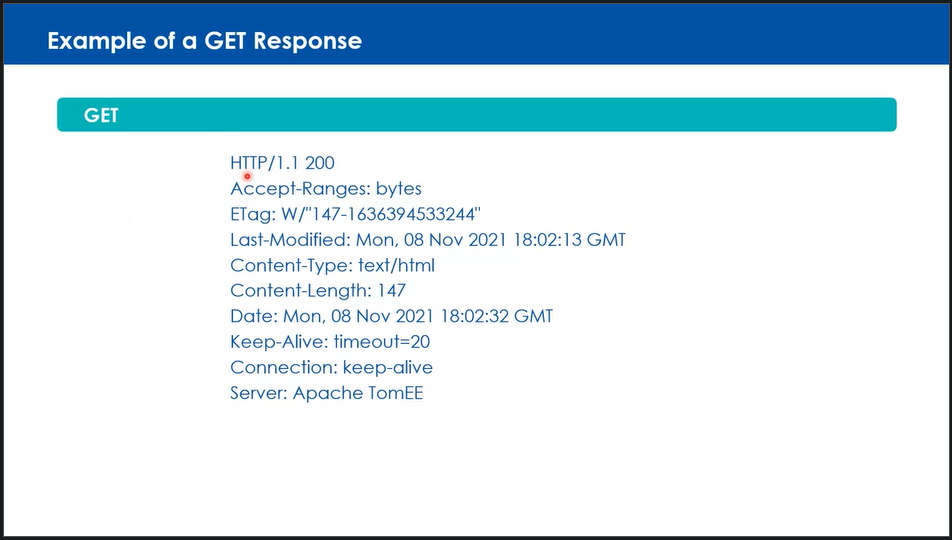 Example of a GET Response
GET
HTTP/1.1 200
Accept-Ranges: bytes
ETag: W/"147-1636394533244"
Last-Modified: Mon, 08 Nov 2021 18:02:13 GMT
Content-Type: text/html
Content-Length: 147
Date: Mon, 08 Nov 2021 18:02:32 GMT
Keep-Alive: timeout=20
Connection: keep-alive
Server: Apache TomEE